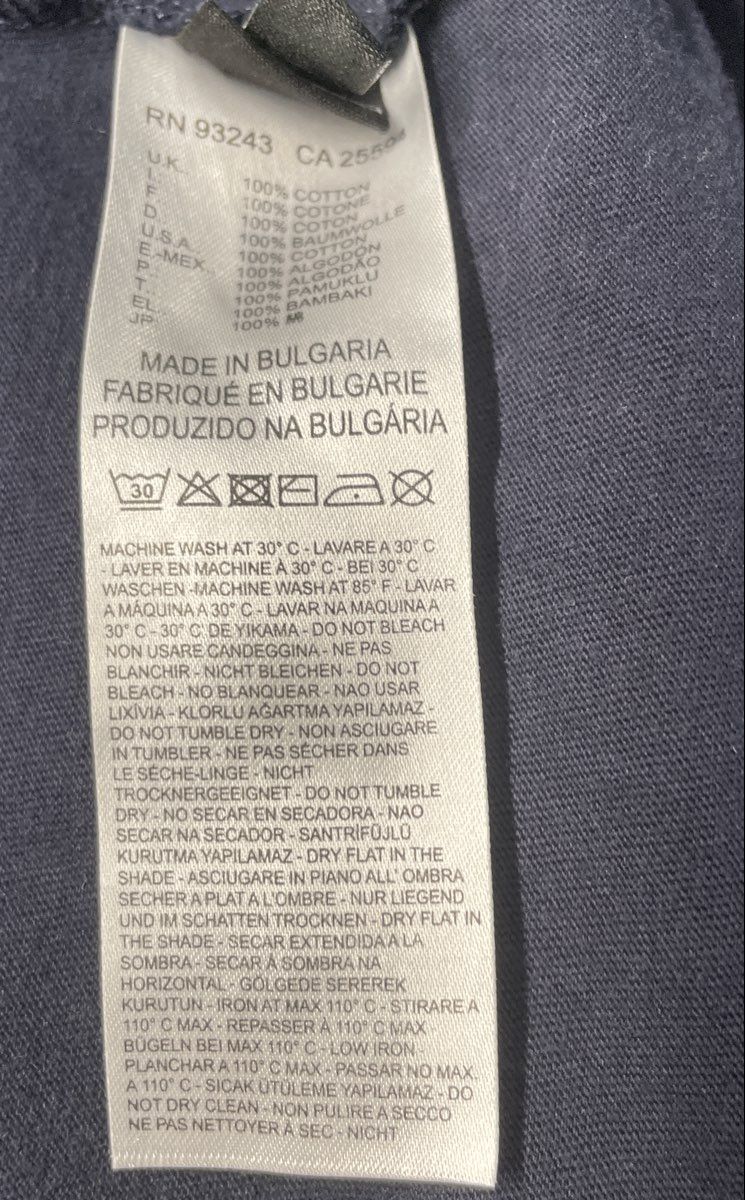 RN 93243 CA 25594
U.K.. 100% COTTON
I.: 100% COTONE
F.: 100% COTON
D.: 100% BAUMWOLLE
U.S.A.: 100% COTTON
E.-MEX.: 100% ALGODÓN
P.: 100% ALGODÃO
T.: 100% PAMUKLU
EL.: 100% BAMBAKI
JP 100%
MADE IN BULGARIA
FABRIQUÉ EN BULGARIE
PRODUZIDO NA BULGÁRIA
30
MACHINE WASH AT 30° C - LAVARE A 30° C
- LAVER EN MACHINE À 30° C - BEI 30° C
WASCHEN -MACHINE WASH AT 85° F - LAVAR
A MÁQUINA A 30° C - LAVAR NA MAQUINA A
30° C - 30° C' DE YIKAMA - DO NOT BLEACH
NON USARE CANDEGGINA - NE PAS
BLANCHIR - NICHT BLEICHEN - DO NOT
BLEACH - NO BLANQUEAR - NAO USAR
LIXÍVIA - KLORLU AĞARTMA YAPILAMAZ -
DO NOT TUMBLE DRY - NON ASCIUGARE
IN TUMBLER - NE PAS SÉCHER DANS
LE SÈCHE-LINGE - NICHT
TROCKNERGEEIGNET - DO NOT TUMBLE
DRY - NO SECAR EN SECADORA - NAO
SECAR NA SECADOR - SANTRİFÜJLÜ
KURUTMA YAPILAMAZ - DRY FLAT IN THE
SHADE - ASCIUGARE IN PIANO ALL' OMBRA
SECHER A PLAT A L'OMBRE - NUR LIEGEND
UND IM SCHATTEN TROCKNEN - DRY FLAT IN
THE SHADE - SECAR EXTENDIDA A LA
SOMBRA - SECAR À SOMBRA NA
HORIZONTAL - GÖLGEDE SEREREK
KURUTUN - IRON AT MAX 110° C - STIRARE A
110° C MAX - REPASSER À 110° C MAX
BÜGELN BEI MAX 110° C - LOW IRON -
PLANCHAR A 110° C MAX - PASSAR NO MAX.
A 110° C - SICAK ÜTÜLEME YAPILAMAZ - DO
NOT DRY CLEAN - NON PULIRE A SECCO
NE PAS NETTOYER À SEC - NICHT